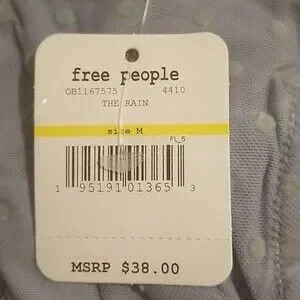 free people
OB1167575 4410
THE RAIN
size M
FL_5
1 95191 01365 3
MSRP $38.00